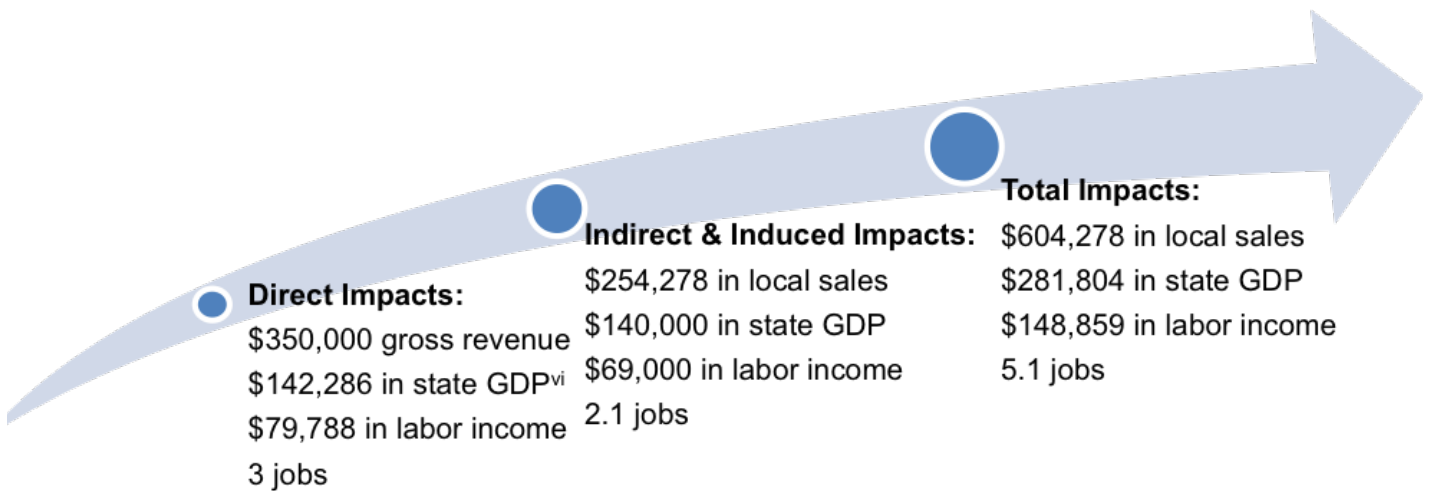 Direct Impacts:
$350,000 gross revenue
$142,286 in state GDPvi
$79,788 in labor income
3 jobs
Indirect & Induced Impacts:
$254,278 in local sales
$140,000 in state GDP
$69,000 in labor income
2.1 jobs
Total Impacts:
$604,278 in local sales
$281,804 in state GDP
$148,859 in labor income
5.1 jobs